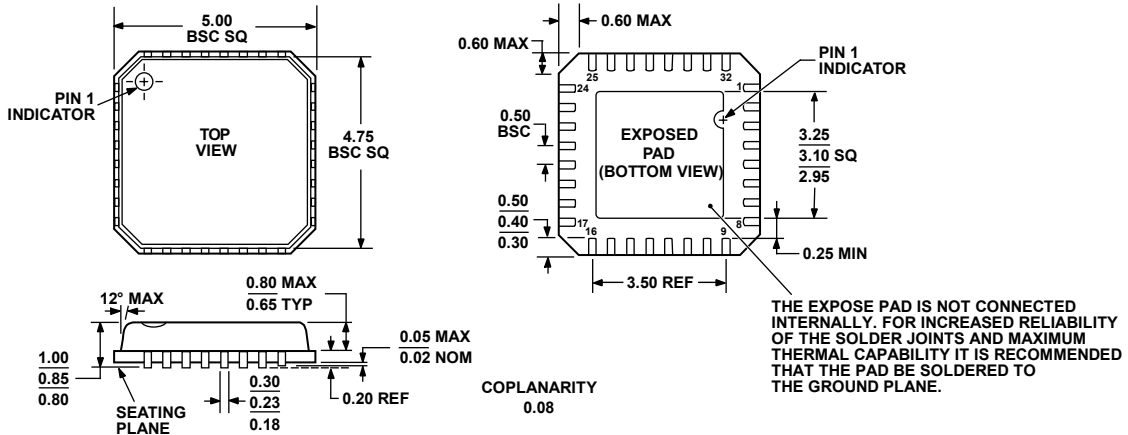 5.00
BSC SQ
PIN 1
INDICATOR
TOP
VIEW
4.75
BSC SQ
0.60 MAX
0.60 MAX
25
32
24
1
PIN 1
INDICATOR
0.50
BSC
EXPOSED
PAD
(BOTTOM VIEW)
3.25
3.10 SQ
2.95
0.50
0.40
0.30
17
16
9
8
0.25 MIN
3.50 REF
12° MAX
0.80 MAX
0.65 TYP
1.00
0.85
0.80
0.05 MAX
0.02 NOM
SEATING
PLANE
0.30
0.23
0.18
0.20 REF
COPLANARITY
0.08
THE EXPOSE PAD IS NOT CONNECTED
INTERNALLY. FOR INCREASED RELIABILITY
OF THE SOLDER JOINTS AND MAXIMUM
THERMAL CAPABILITY IT IS RECOMMENDED
THAT THE PAD BE SOLDERED TO
THE GROUND PLANE.